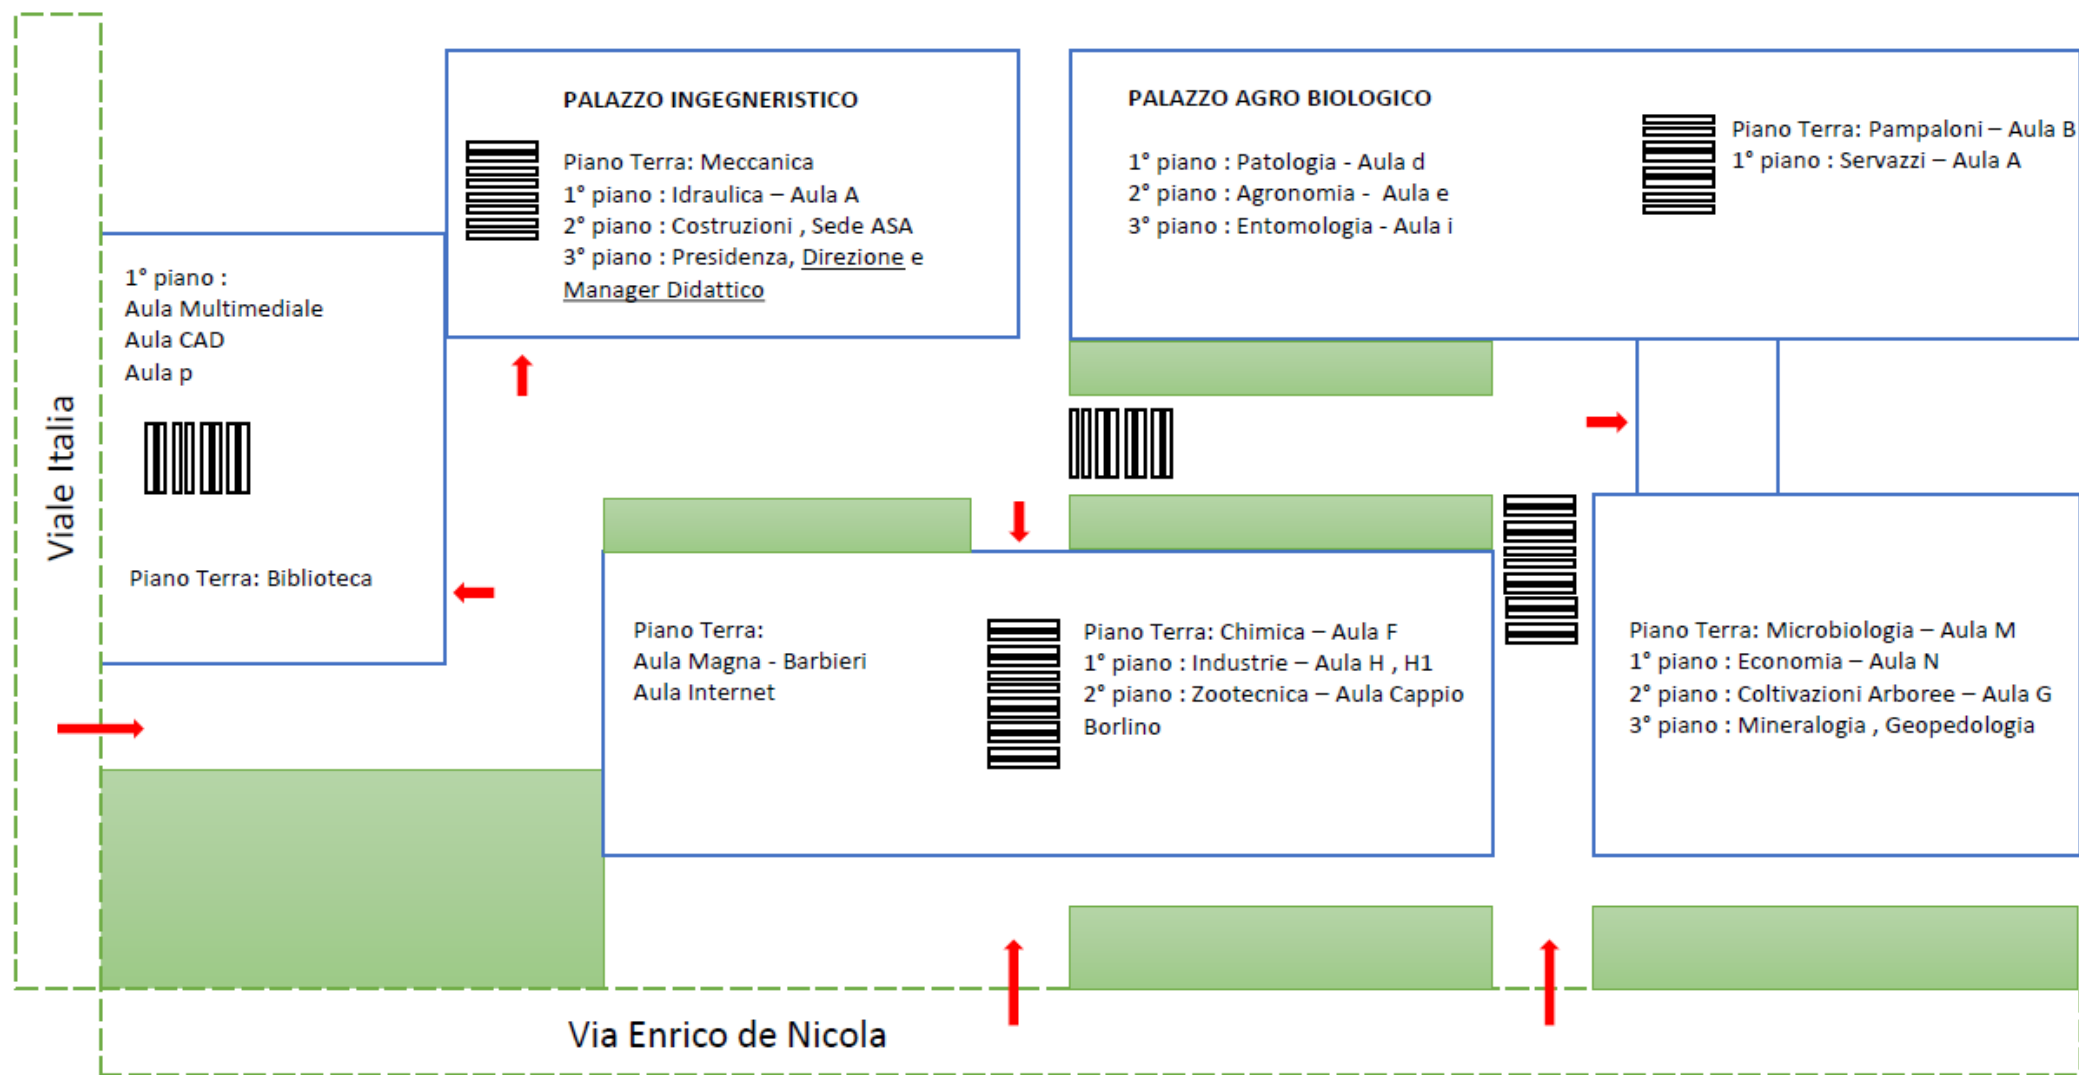 PALAZZO INGEGNERISTICO
Piano Terra: Meccanica
1° piano : Idraulica – Aula A
2° piano : Costruzioni , Sede ASA
3° piano : Presidenza, Direzione e
Manager Didattico
PALAZZO AGRO BIOLOGICO
1° piano : Patologia - Aula d
2° piano : Agronomia -  Aula e
3° piano : Entomologia - Aula i
Piano Terra: Pampaloni – Aula B
1° piano : Servazzi – Aula A
1° piano :
Aula Multimediale
Aula CAD
Aula p
Piano Terra: Biblioteca
Viale Italia
Piano Terra:
Aula Magna - Barbieri
Aula Internet
Piano Terra: Chimica – Aula F
1° piano : Industrie – Aula H , H1
2° piano : Zootecnica – Aula Cappio
Borlino
Piano Terra: Microbiologia – Aula M
1° piano : Economia – Aula N
2° piano : Coltivazioni Arboree – Aula G
3° piano : Mineralogia , Geopedologia
Via Enrico de Nicola